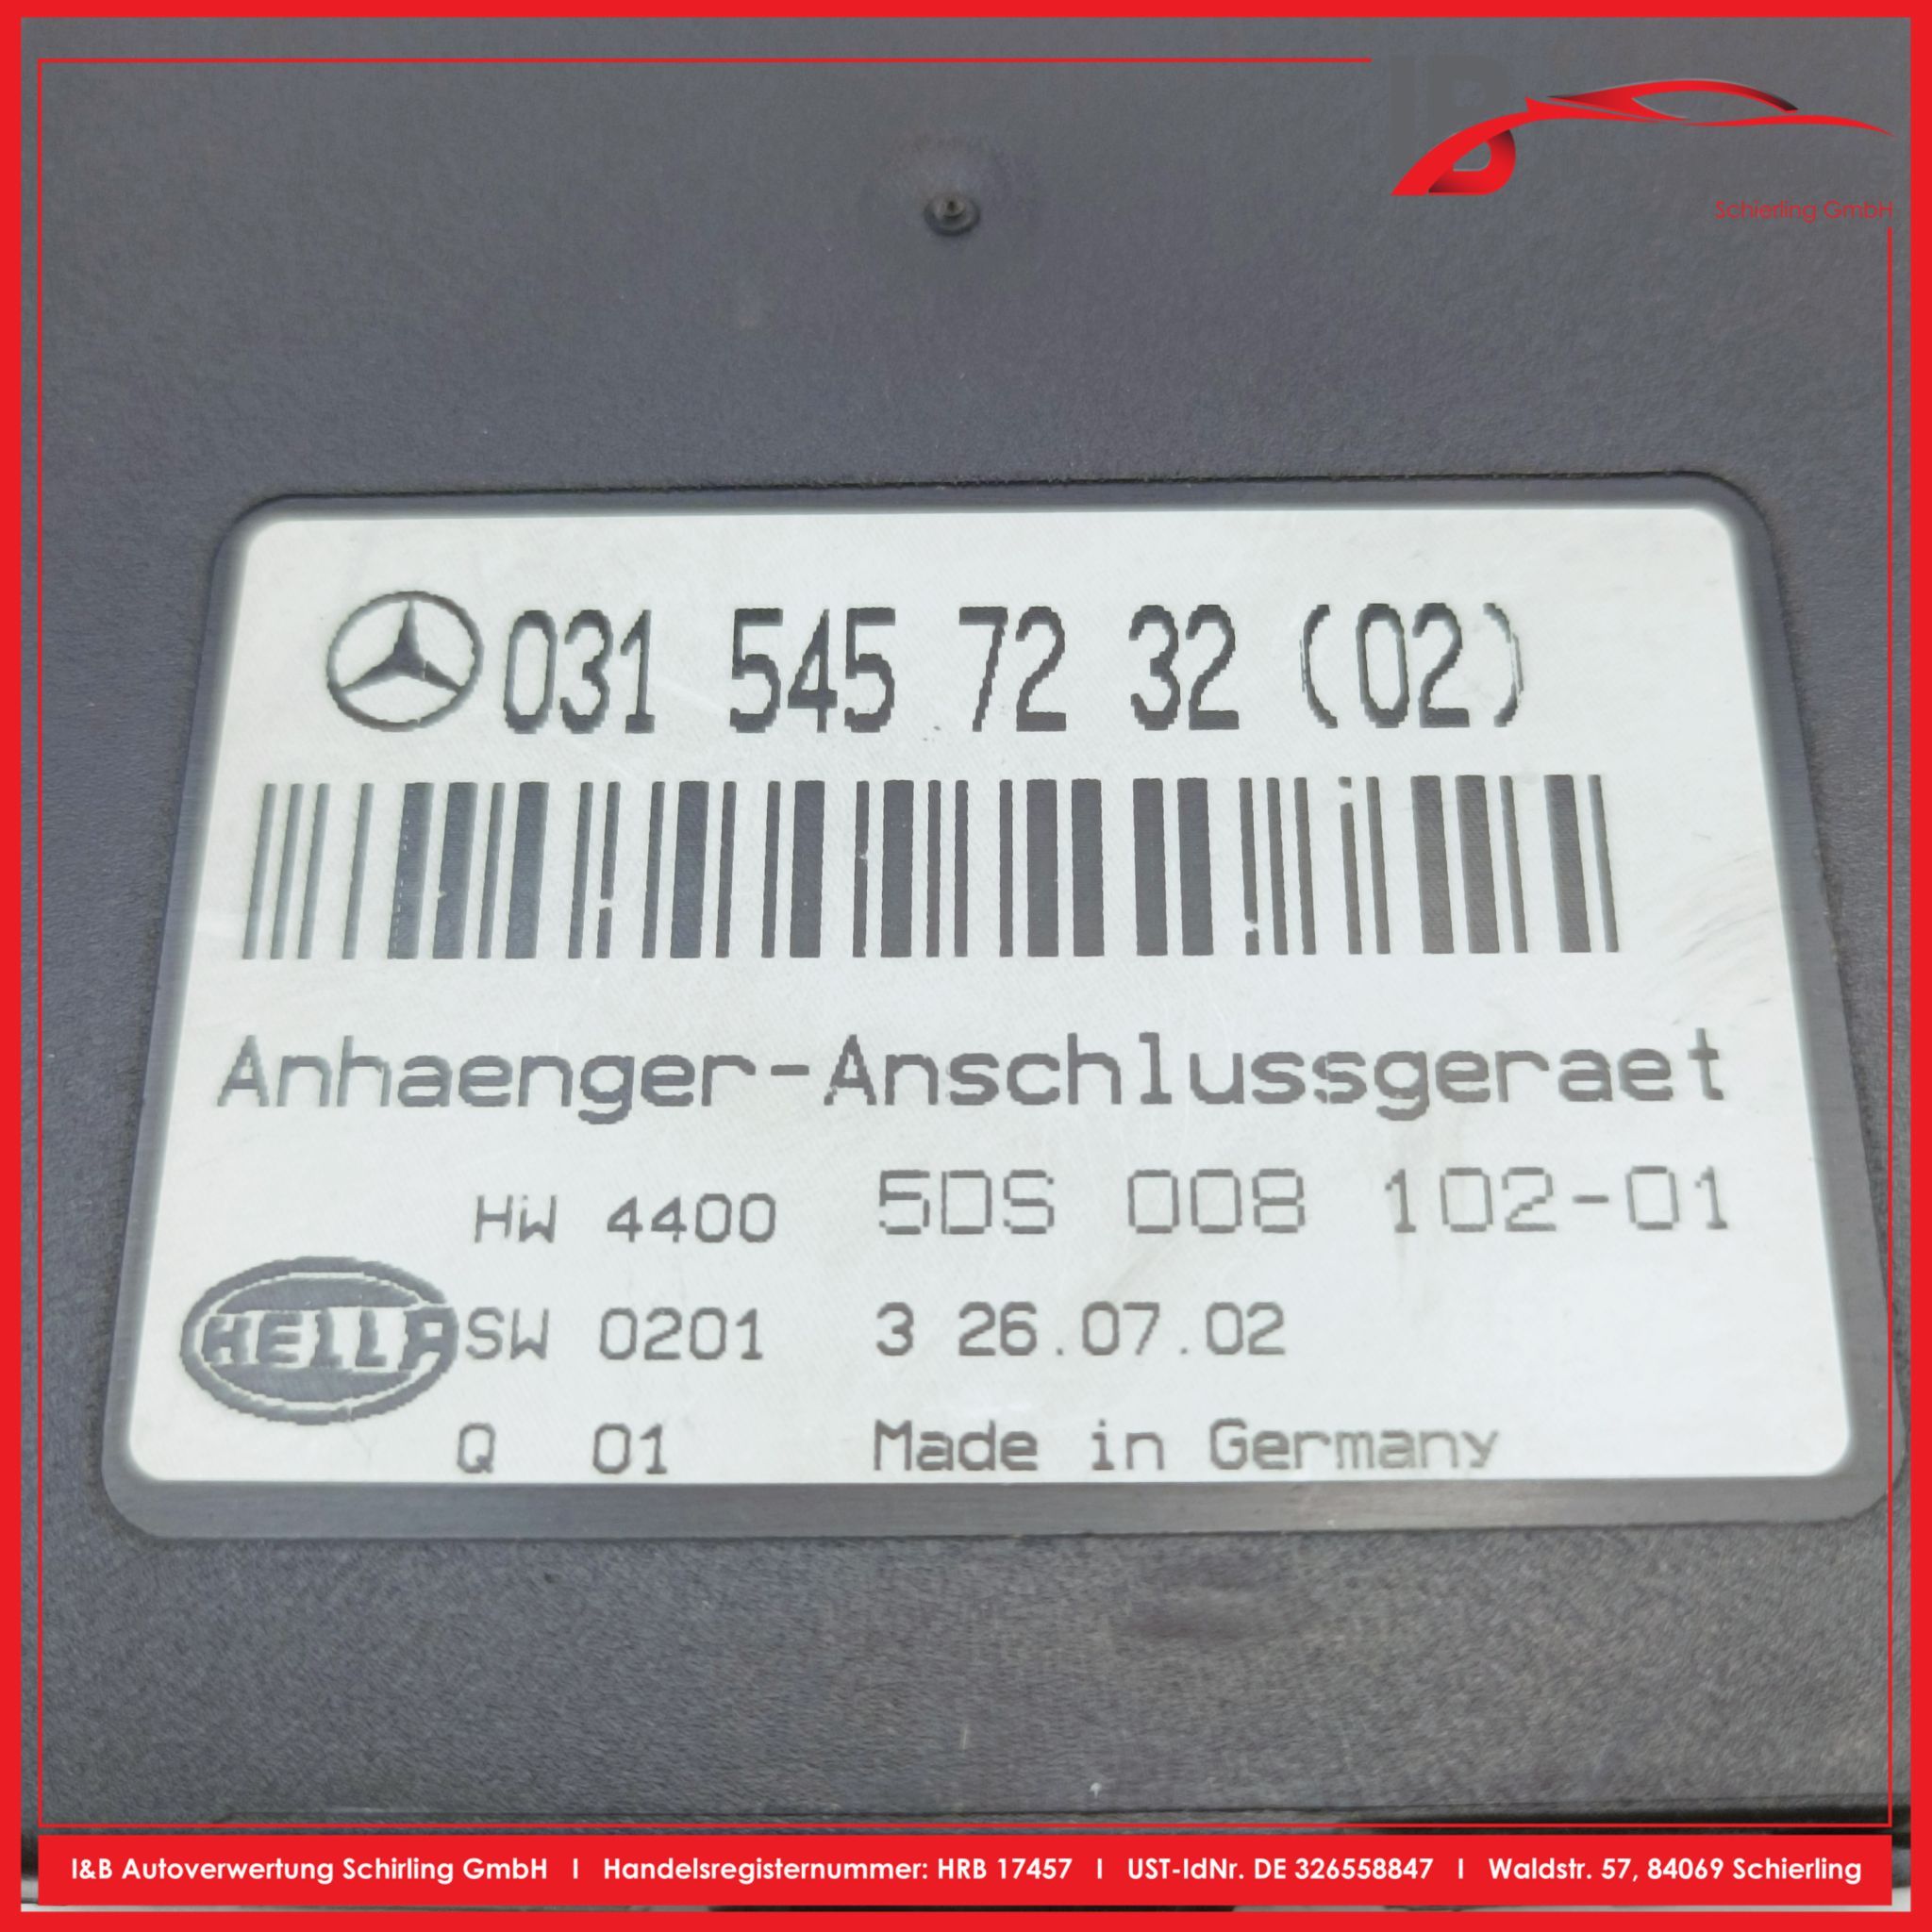 Schierling GmbH
031 545 72 32 (02)
Anhaenger-Anschlussgeraet
HW 4400 5DS 008 102-01
HELLA SW 0201 3 26.07.02
Q 01 Made in Germany
I&B Autoverwertung Schirling GmbH I Handelsregisternummer: HRB 17457 I UST-IdNr. DE 326558847 I Waldstr. 57, 84069 Schierling